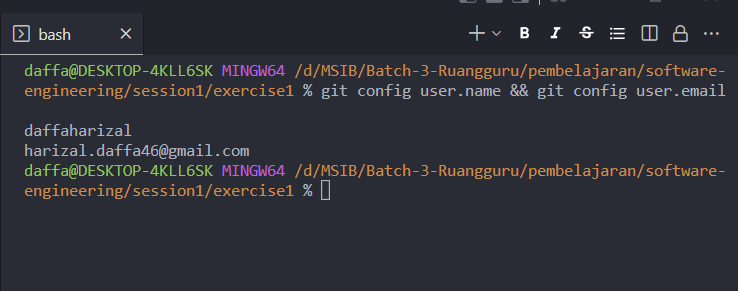 bash
B I S
daffa@DESKTOP-4KLL6SK MINGW64 /d/MSIB/Batch-3-Ruangguru/pembelajaran/software-
engineering/session1/exercise1 % git config user.name && git config user.email
daffaharizal
harizal.daffa46@gmail.com
daffa@DESKTOP-4KLL6SK MINGW64 /d/MSIB/Batch-3-Ruangguru/pembelajaran/software-
engineering/session1/exercise1 %